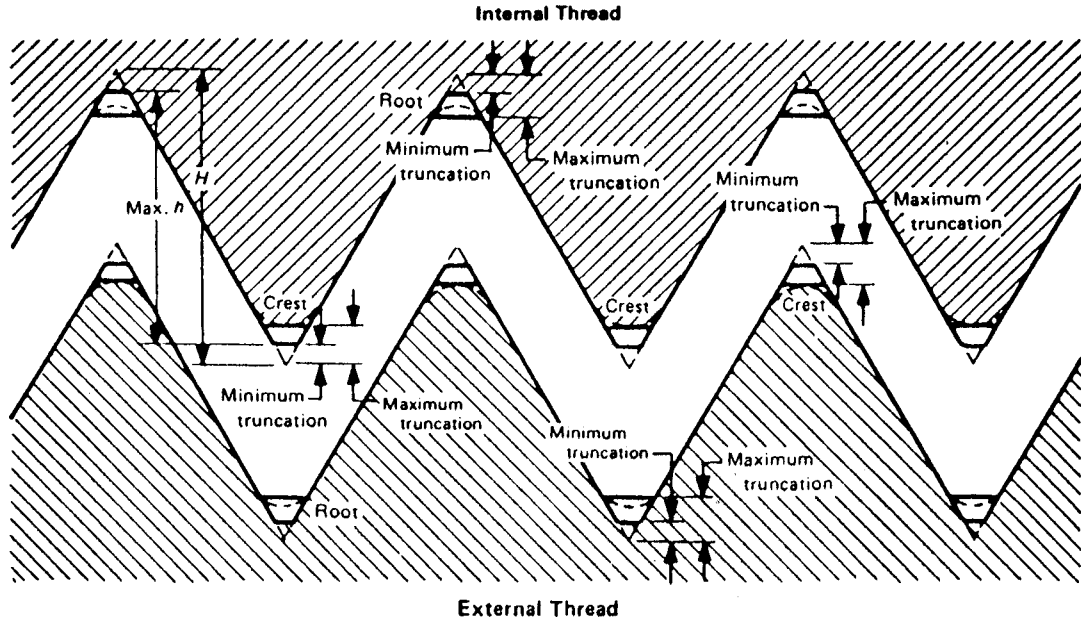 Internal Thread
Root
Minimum
truncation
Maximum
truncation
Minimum
truncation
Maximum
truncation
H
Max. h
Crest
Crest
Crest
Minimum
truncation
Maximum
truncation
Minimum
truncation
Maximum
truncation
Root
External Thread